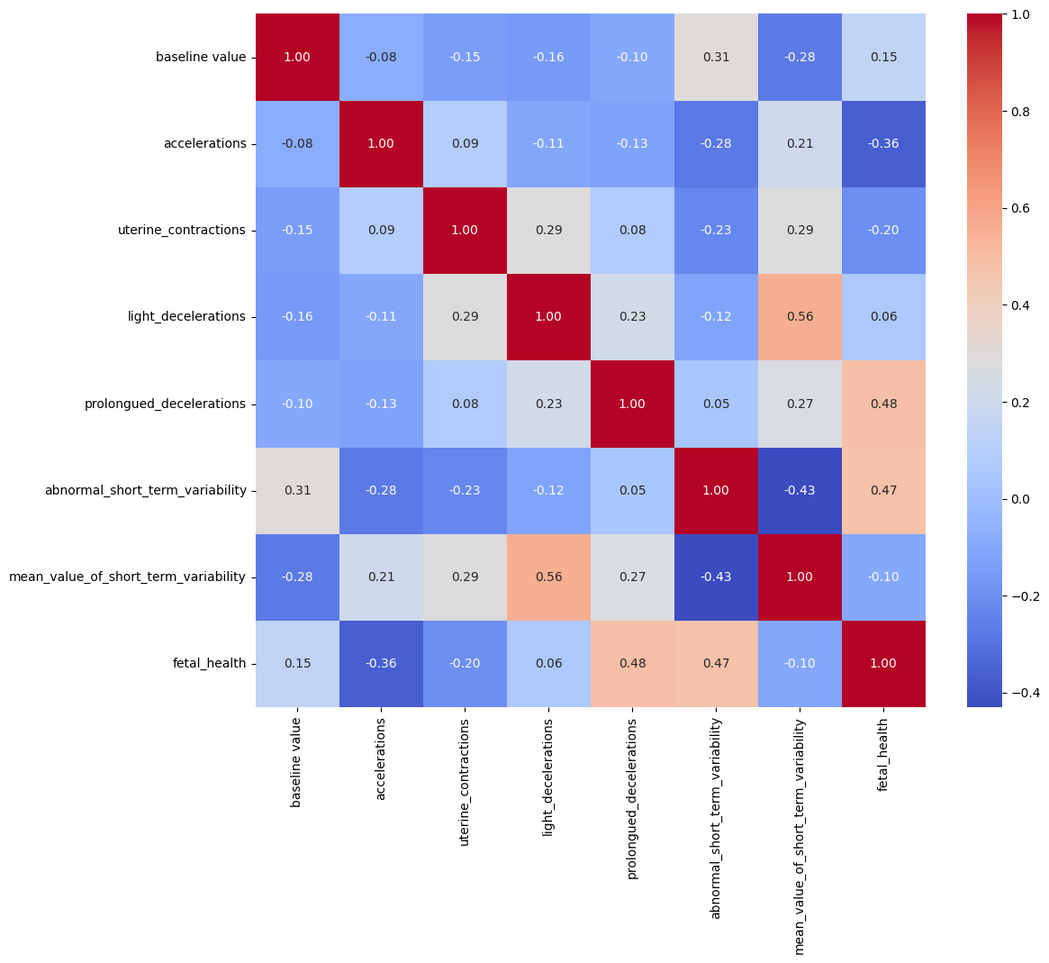 baseline value 1.00 -0.08 -0.15 -0.16 -0.10 0.31 -0.28 0.15
accelerations -0.08 1.00 0.09 -0.11 -0.13 -0.28 0.21 -0.36
uterine_contractions -0.15 0.09 1.00 0.29 0.08 -0.23 0.29 -0.20
light_decelerations -0.16 -0.11 0.29 1.00 0.23 -0.12 0.56 0.06
prolongued_decelerations -0.10 -0.13 0.08 0.23 1.00 0.05 0.27 0.48
abnormal_short_term_variability 0.31 -0.28 -0.23 -0.12 0.05 1.00 -0.43 0.47
mean_value_of_short_term_variability -0.28 0.21 0.29 0.56 0.27 -0.43 1.00 -0.10
fetal_health 0.15 -0.36 -0.20 0.06 0.48 0.47 -0.10 1.00
baseline value
accelerations
uterine_contractions
light_decelerations
prolongued_decelerations
abnormal_short_term_variability
mean_value_of_short_term_variability
fetal_health
1.0
0.8
0.6
0.4
0.2
0.0
−0.2
−0.4